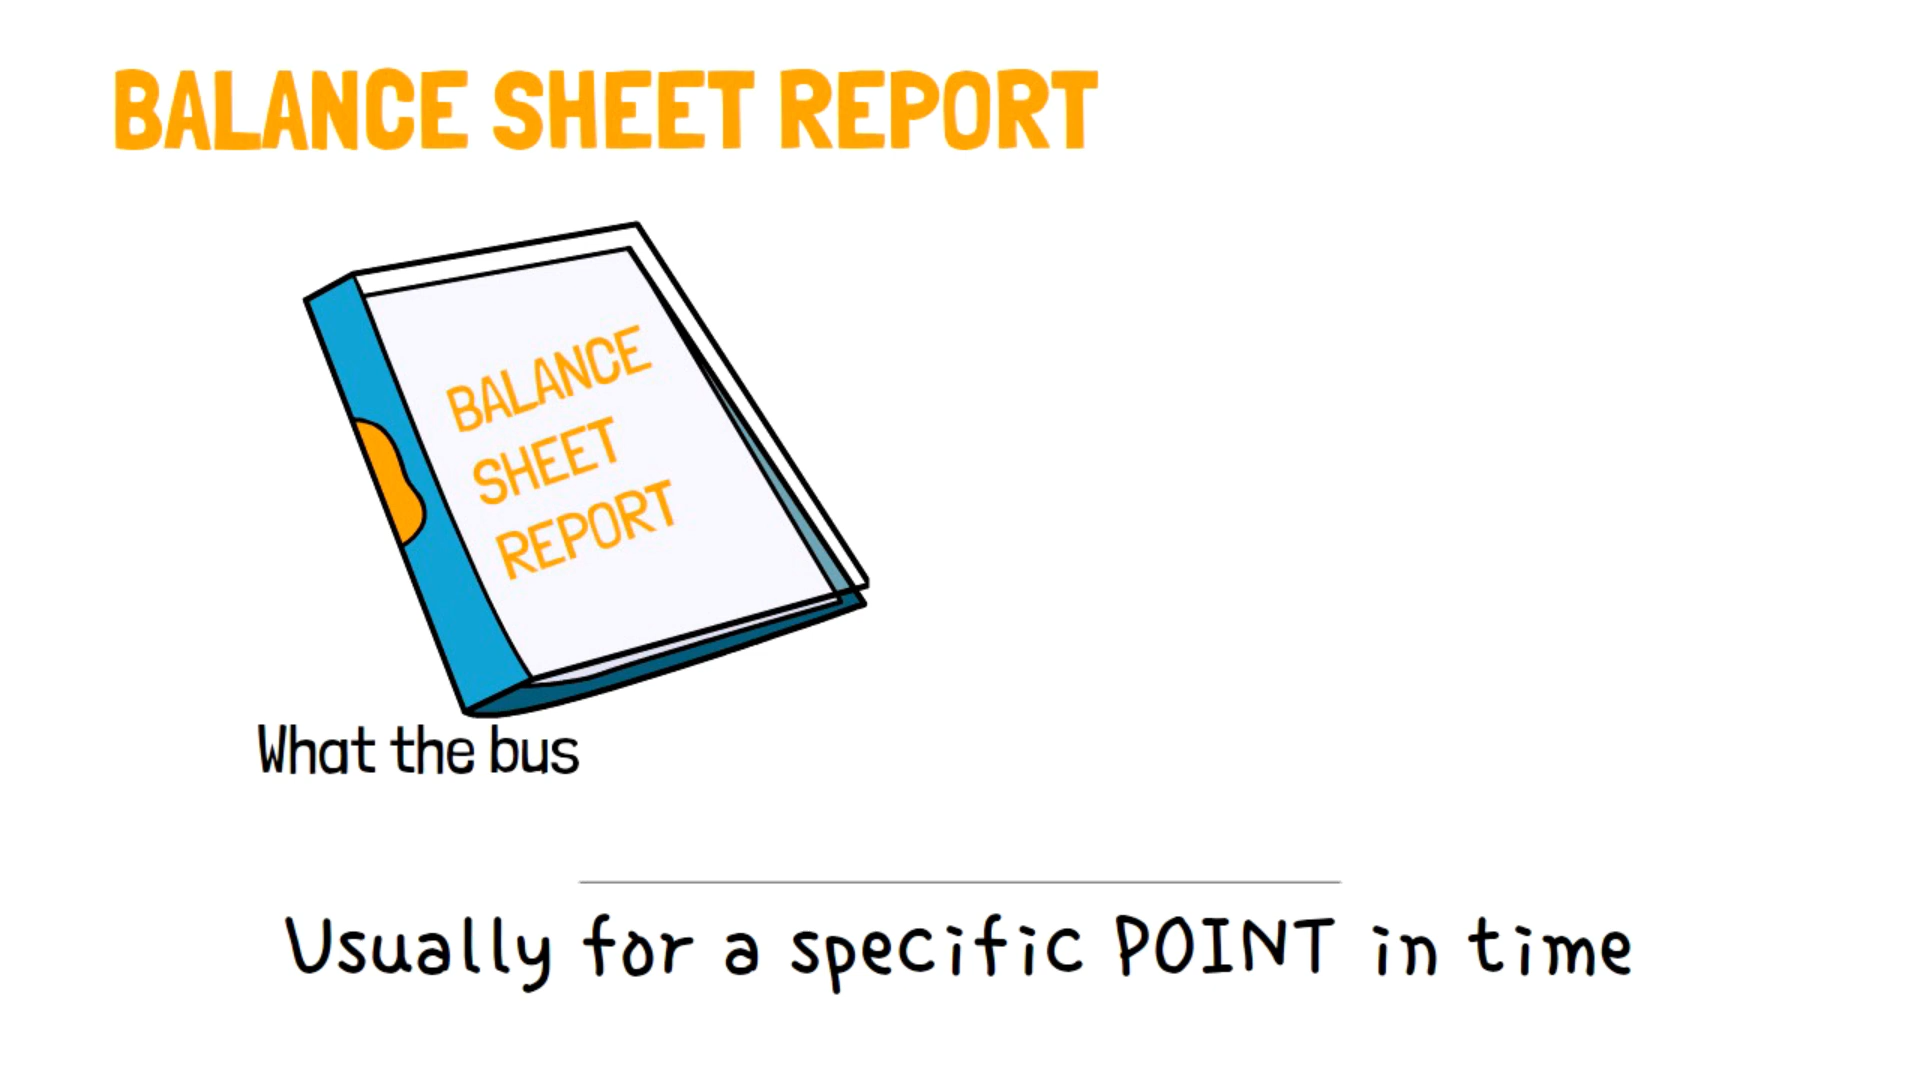 BALANCE SHEET REPORT
BALANCE
SHEET
REPORT
What the bus
Usually for a specific POINT in time